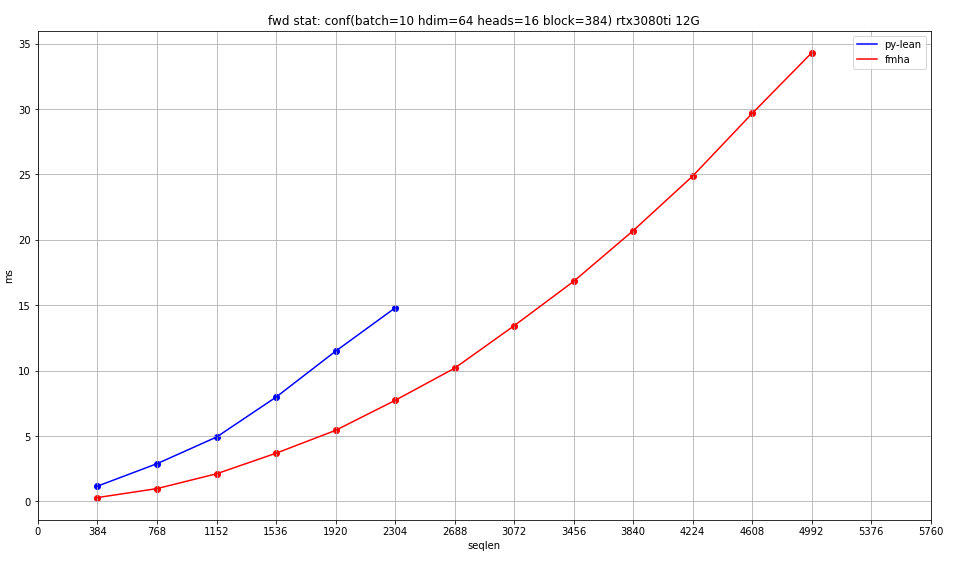 fwd stat: conf(batch=10 hdim=64 heads=16 block=384) rtx3080ti 12G
py-lean
fmha
35
30
25
20
15
10
5
0
ms
0 384 768 1152 1536 1920 2304 2688 3072 3456 3840 4224 4608 4992 5376 5760
seqlen